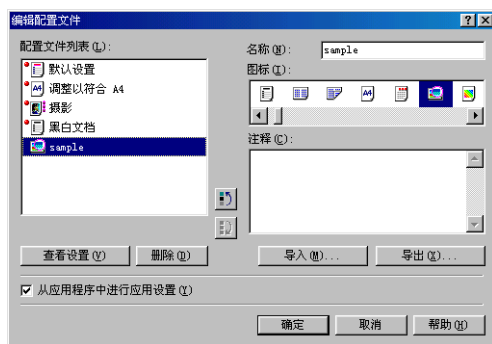 编辑配置文件
配置文件列表(L):
默认设置
调整以符合 A4
摄影
黑白文档
sample
查看设置(V)
删除(D)
名称(N):
sample
图标(I):
注释(C):
导入(M)...
导出(X)...
从应用程序中进行应用设置(Y)
确定
取消
帮助(H)